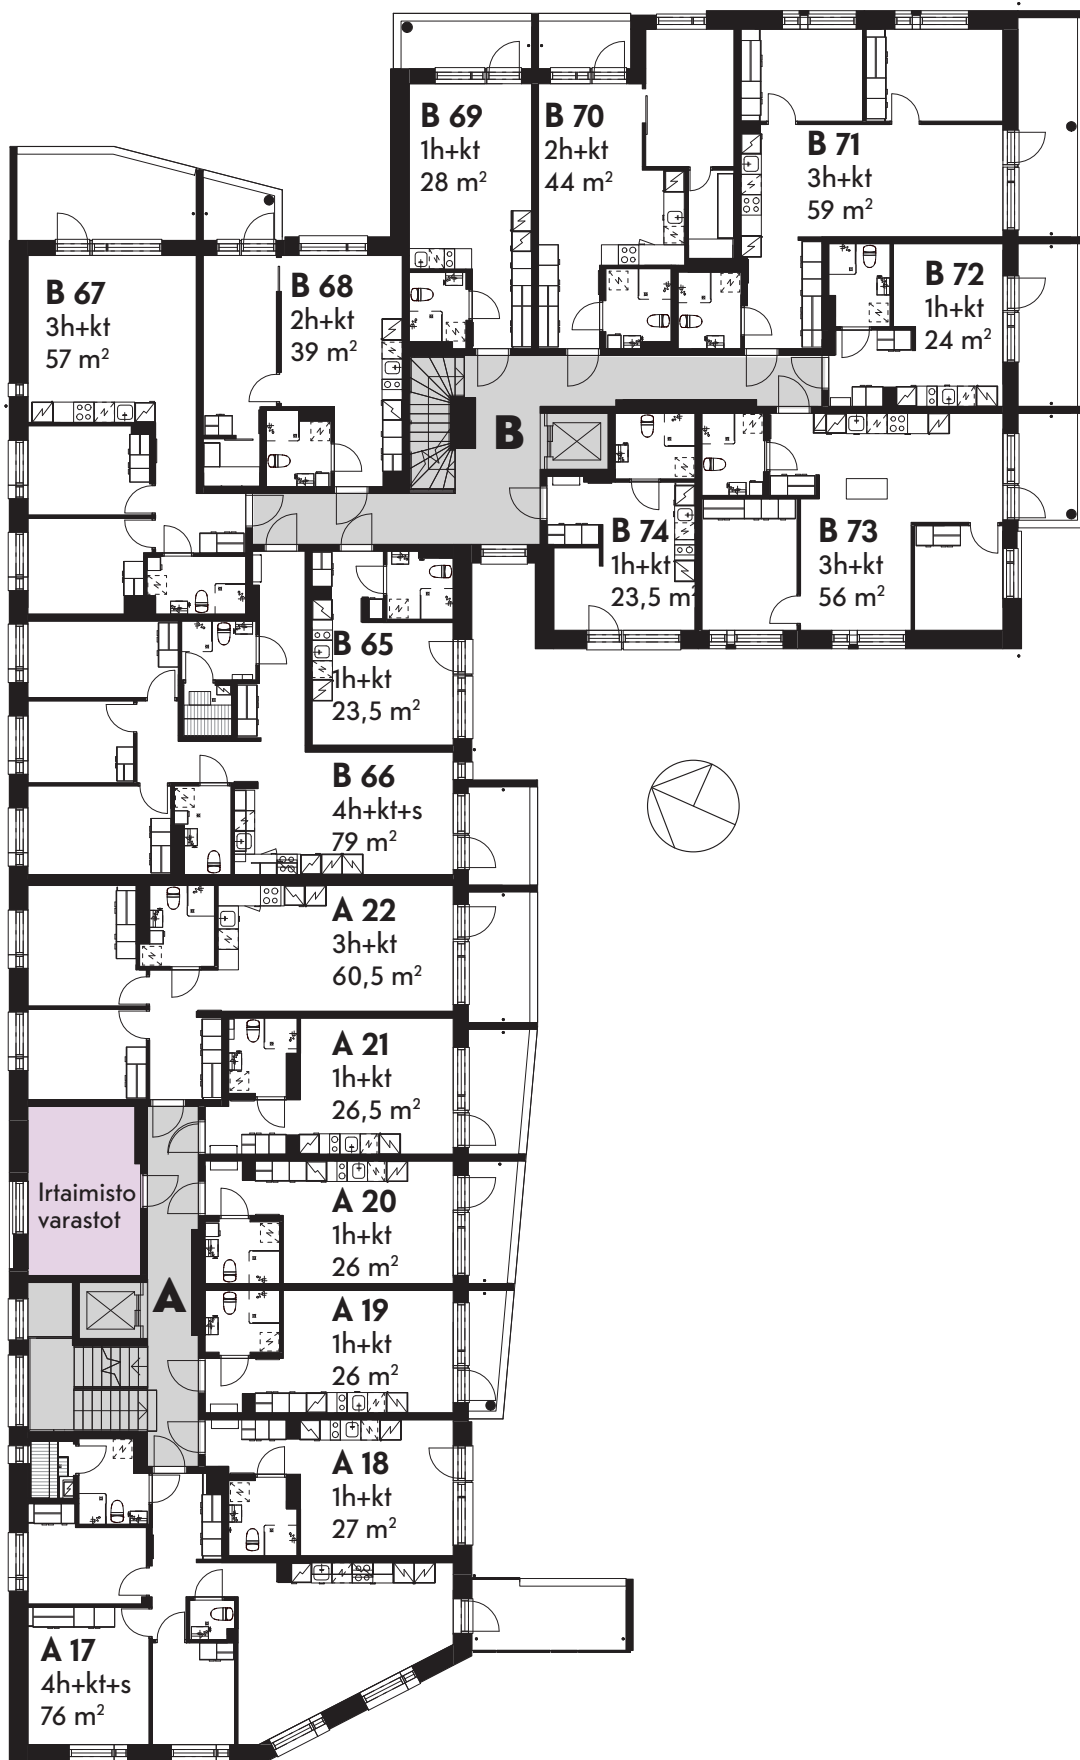 B 69
1h+kt
28 m²
B 70
2h+kt
44 m²
B 71
3h+kt
59 m²
B 67
3h+kt
57 m²
B 68
2h+kt
39 m²
B 72
1h+kt
24 m²
B
B 74
1h+kt
23,5 m²
B 73
3h+kt
56 m²
B 65
1h+kt
23,5 m²
B 66
4h+kt+s
79 m²
A 22
3h+kt
60,5 m²
A 21
1h+kt
26,5 m²
Irtaimisto
varastot
A 20
1h+kt
26 m²
A
A 19
1h+kt
26 m²
A 18
1h+kt
27 m²
A 17
4h+kt+s
76 m²